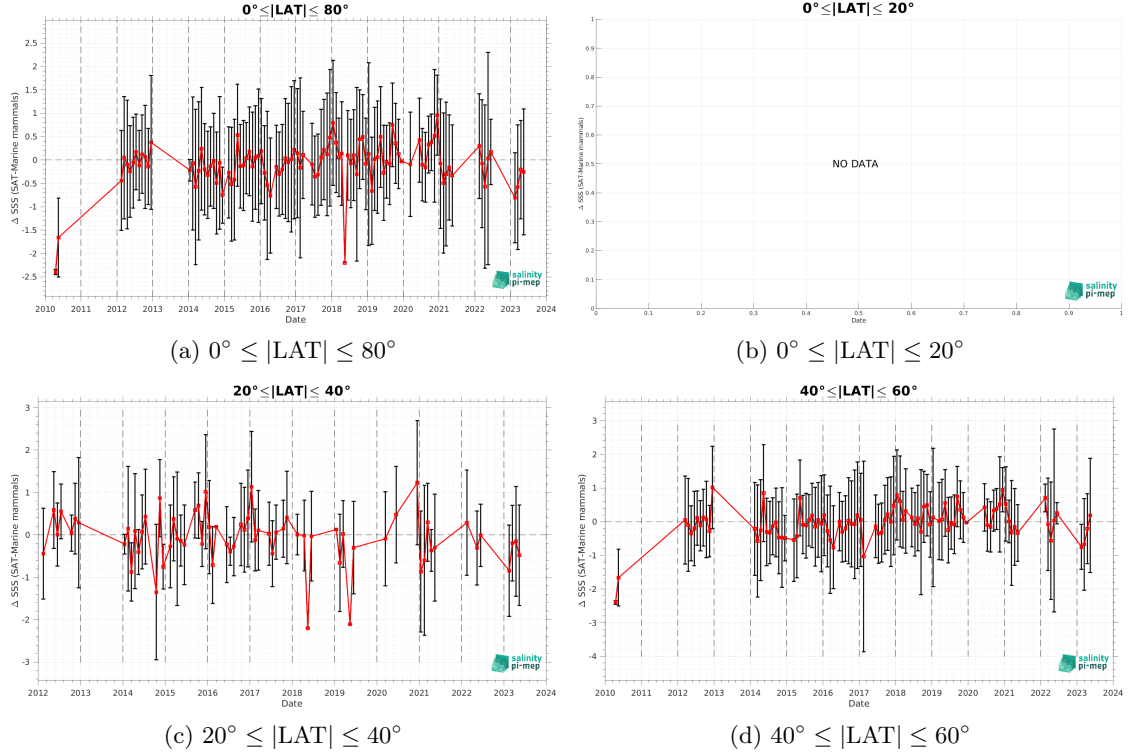 0°≤|LAT|≤ 80°
Δ SSS (SAT-Marine mammals)
2.5
2
1.5
1
0.5
0
-0.5
-1
-1.5
-2
-2.5
2010 2011 2012 2013 2014 2015 2016 2017 2018 2019 2020 2021 2022 2023 2024
Date
salinity
pi-mep
(a) 0° ≤ |LAT| ≤ 80°
0°≤|LAT|≤ 20°
Δ SSS (SAT-Marine mammals)
1
0.9
0.8
0.7
0.6
0.5
0.4
0.3
0.2
0.1
0
NO DATA
0 0.1 0.2 0.3 0.4 0.5 0.6 0.7 0.8 0.9 1
Date
salinity
pi-mep
(b) 0° ≤ |LAT| ≤ 20°
20°≤|LAT|≤ 40°
Δ SSS (SAT-Marine mammals)
3
2
1
0
-1
-2
-3
2012 2013 2014 2015 2016 2017 2018 2019 2020 2021 2022 2023 2024
Date
salinity
pi-mep
(c) 20° ≤ |LAT| ≤ 40°
40°≤|LAT|≤ 60°
Δ SSS (SAT-Marine mammals)
3
2
1
0
-1
-2
-3
-4
2010 2011 2012 2013 2014 2015 2016 2017 2018 2019 2020 2021 2022 2023 2024
Date
salinity
pi-mep
(d) 40° ≤ |LAT| ≤ 60°